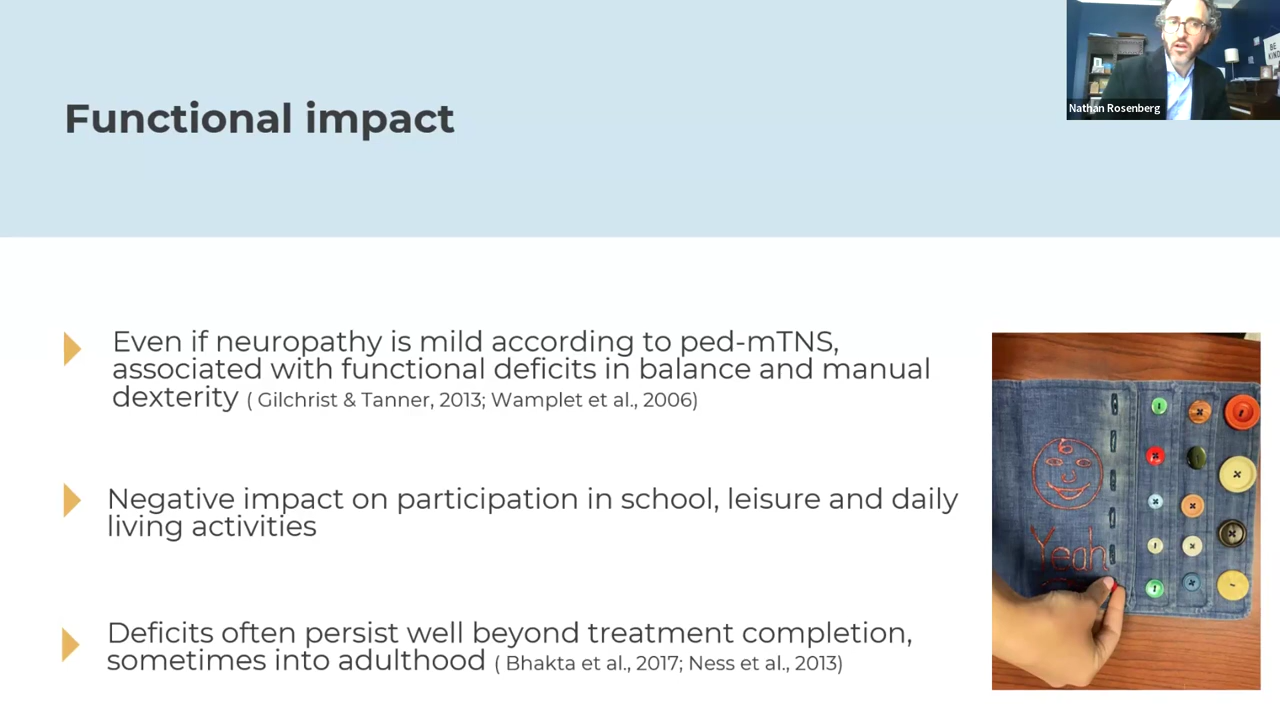 Functional impact
Nathan Rosenberg
BE
KIND
Even if neuropathy is mild according to ped-mTNS,
associated with functional deficits in balance and manual
dexterity ( Gilchrist & Tanner, 2013; Wamplet et al., 2006)
Negative impact on participation in school, leisure and daily
living activities
Deficits often persist well beyond treatment completion,
sometimes into adulthood ( Bhakta et al., 2017; Ness et al., 2013)
Yeah